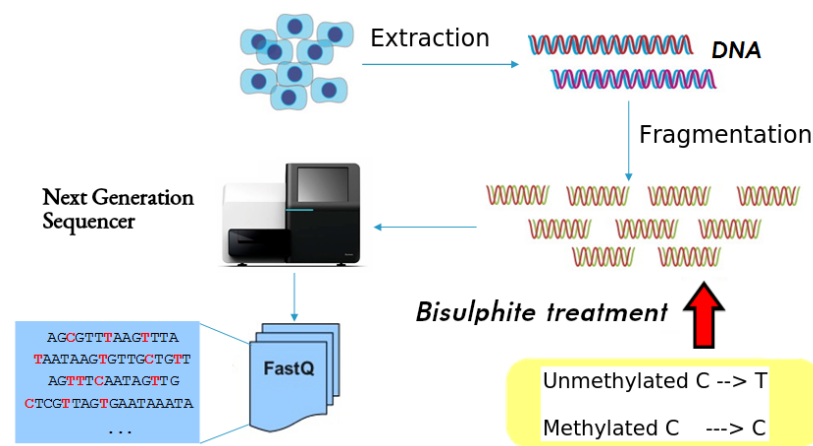 Extraction
DNA
Fragmentation
Next Generation
Sequencer
Bisulphite treatment
Unmethylated C --> T
Methylated C ---> C
FastQ
AGCGTTTAAGTTTA
TAATAAGTGTTGCTGTT
AGTTTCAATAGTTG
CTCGTTAGTGAATAAATA
...